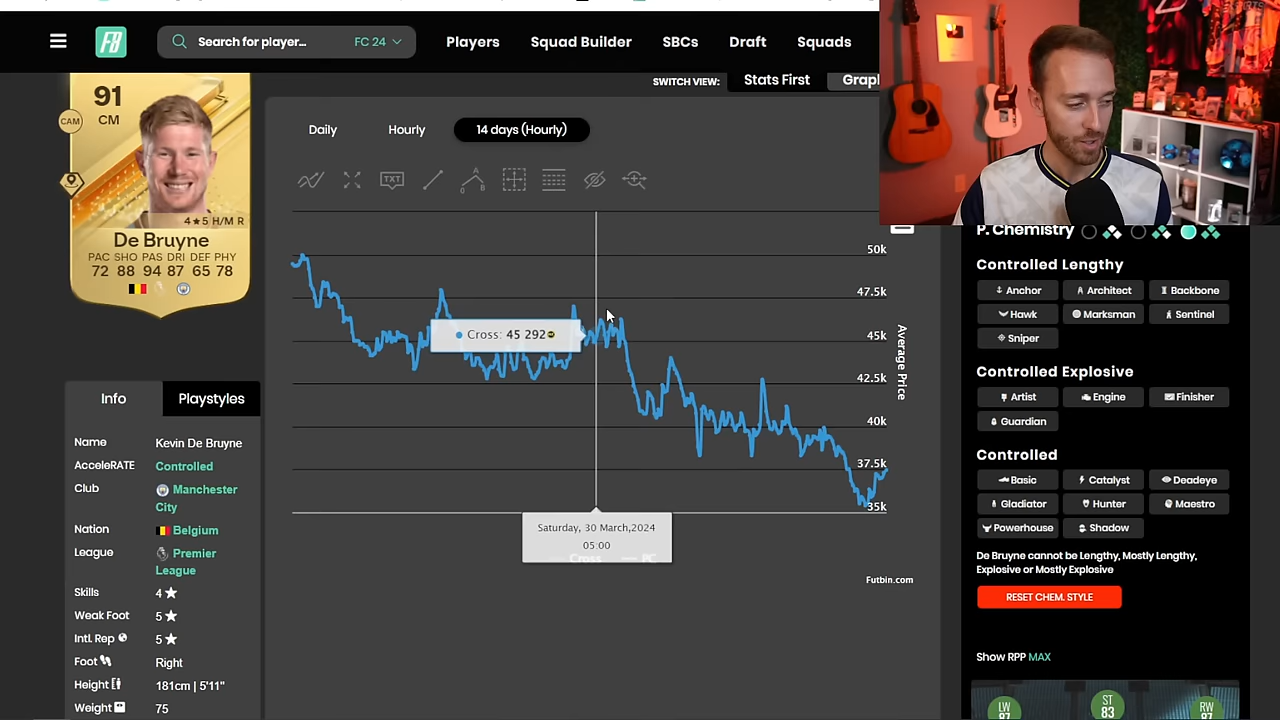 FB
Search for player...
FC 24
Players
Squad Builder
SBCs
Draft
Squads
SWITCH VIEW:
Stats First
Grap
91
CM
CAM
4★5 H/M R
De Bruyne
PAC SHO PAS DRI DEF PHY
72 88 94 87 65 78
Daily
Hourly
14 days (Hourly)
TXT
50k
47.5k
45k
42.5k
40k
37.5k
35k
Average Price
Cross: 45 292
Saturday, 30 March,2024
05:00
Cross
PC
Futbin.com
Info
Playstyles
Name Kevin De Bruyne
AcceleRATE Controlled
Club Manchester
City
Nation Belgium
League Premier
League
Skills 4★
Weak Foot 5★
Intl. Rep 5★
Foot Right
Height 181cm | 5'11"
Weight 75
P. Chemistry
Controlled Lengthy
Anchor Architect Backbone
Hawk Marksman Sentinel
Sniper
Controlled Explosive
Artist Engine Finisher
Guardian
Controlled
Basic Catalyst Deadeye
Gladiator Hunter Maestro
Powerhouse Shadow
De Bruyne cannot be Lengthy, Mostly Lengthy,
Explosive or Mostly Explosive
RESET CHEM. STYLE
Show RPP MAX
LW ST RW
83